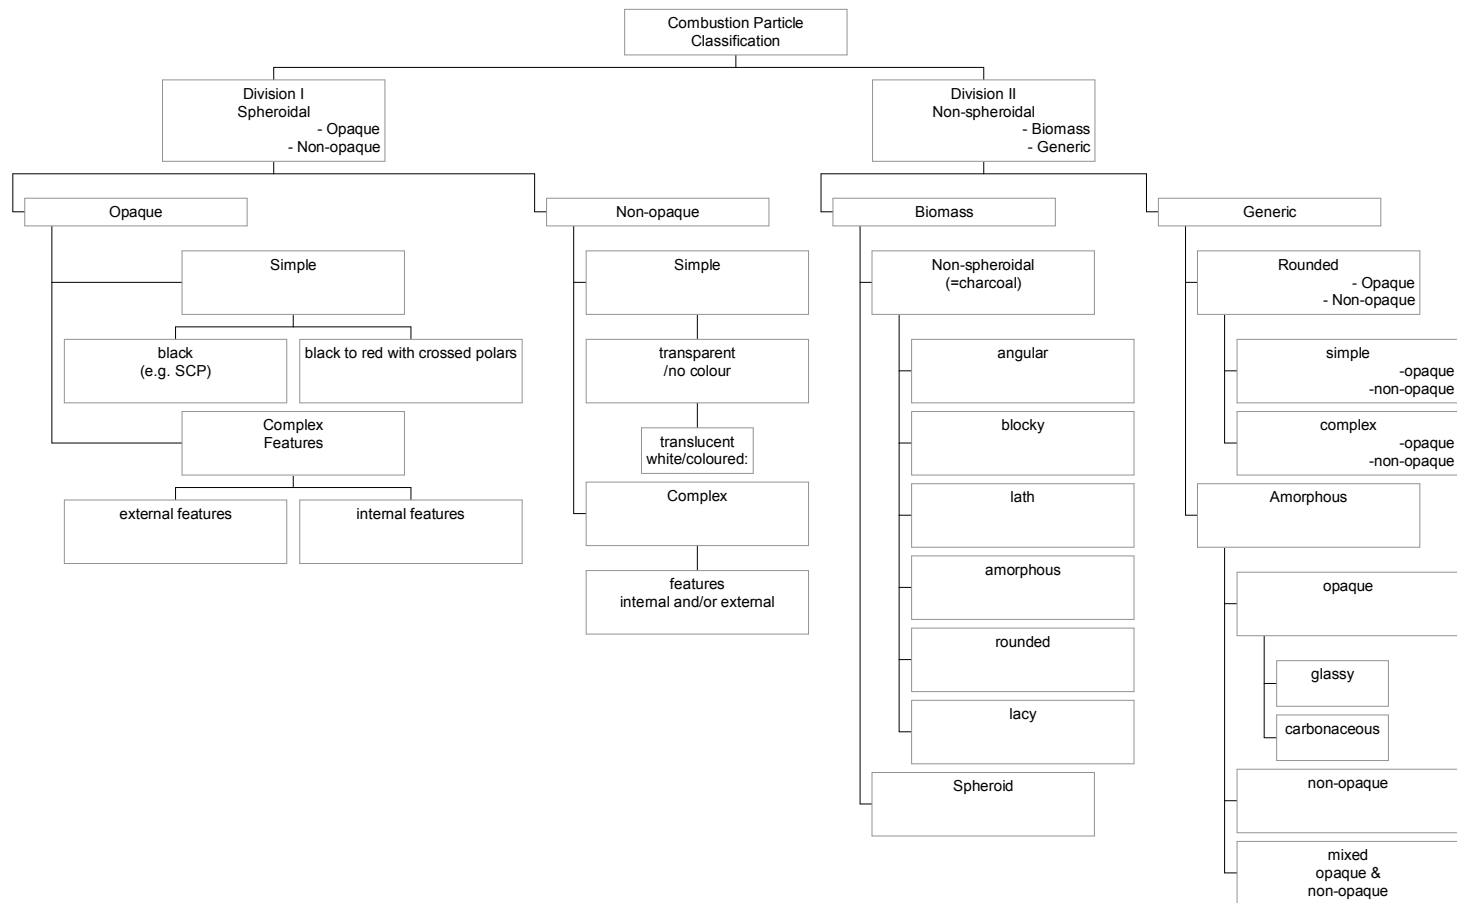 Combustion Particle
Classification
Division I
Spheroidal
- Opaque
- Non-opaque
Division II
Non-spheroidal
- Biomass
- Generic
Opaque
Simple
black
(e.g. SCP)
black to red with crossed polars
Complex
Features
external features
internal features
Non-opaque
Simple
transparent
/no colour
translucent
white/coloured:
Complex
features
internal and/or external
Biomass
Non-spheroidal
(=charcoal)
angular
blocky
lath
amorphous
rounded
lacy
Spheroid
Generic
Rounded
- Opaque
- Non-opaque
simple
-opaque
-non-opaque
complex
-opaque
-non-opaque
Amorphous
opaque
glassy
carbonaceous
non-opaque
mixed
opaque &
non-opaque